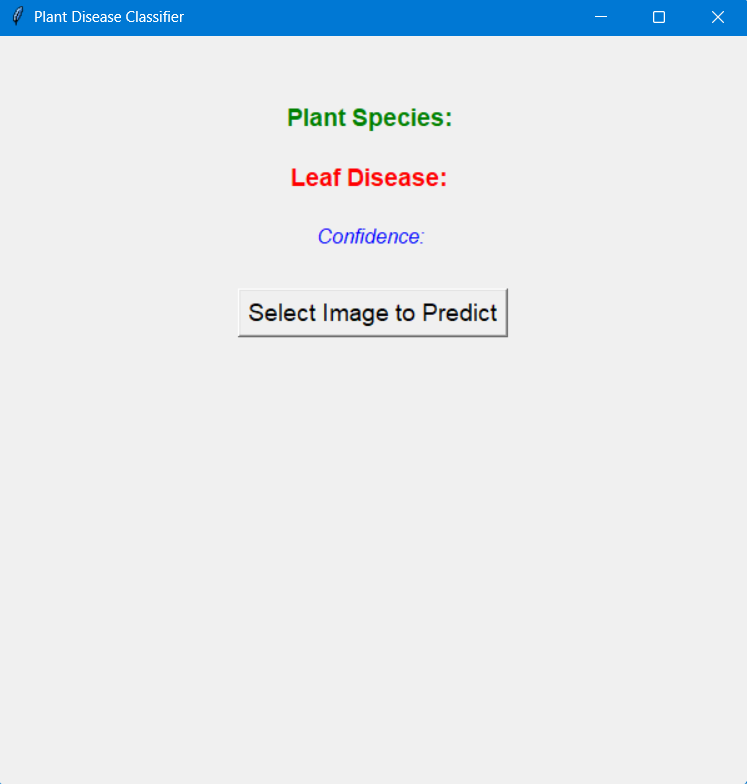 Plant Disease Classifier
Plant Species:
Leaf Disease:
Confidence:
Select Image to Predict